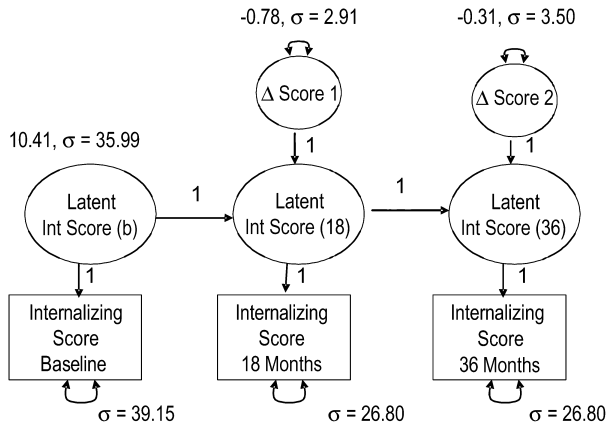 -0.78, σ = 2.91
-0.31, σ = 3.50
Δ Score 1
Δ Score 2
10.41, σ = 35.99
1
1
Latent
Int Score (b)
1
Latent
Int Score (18)
1
Latent
Int Score (36)
1
1
1
Internalizing
Score
Baseline
Internalizing
Score
18 Months
Internalizing
Score
36 Months
σ = 39.15
σ = 26.80
σ = 26.80